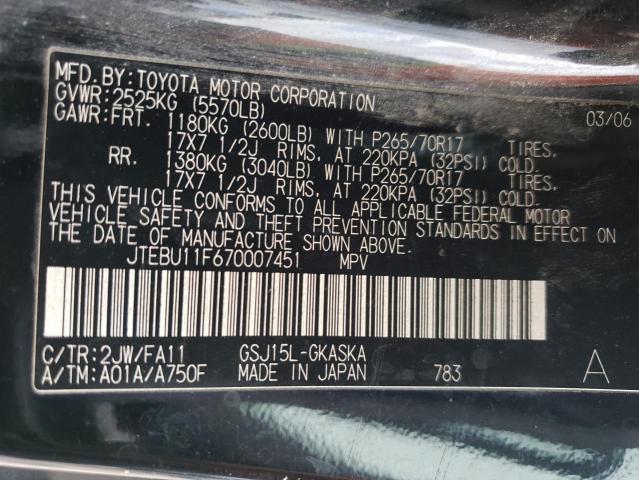 MFD. BY: TOYOTA MOTOR CORPORATION
GVWR: 2525KG (5570LB) 03/06
GAWR: FRT. 1180KG (2600LB) WITH P265/70R17 TIRES,
17X7 1/2J RIMS, AT 220KPA (32PSI) COLD.
RR. 1380KG (3040LB) WITH P265/70R17 TIRES,
17X7 1/2J RIMS, AT 220KPA (32PSI) COLD.
THIS VEHICLE CONFORMS TO ALL APPLICABLE FEDERAL MOTOR
VEHICLE SAFETY AND THEFT PREVENTION STANDARDS IN EFFECT ON
THE DATE OF MANUFACTURE SHOWN ABOVE.
JTEBU11F670007451 MPV
C/TR: 2JW/FA11 GSJ15L-GKASKA
A/TM: A01A/A750F MADE IN JAPAN 783 A